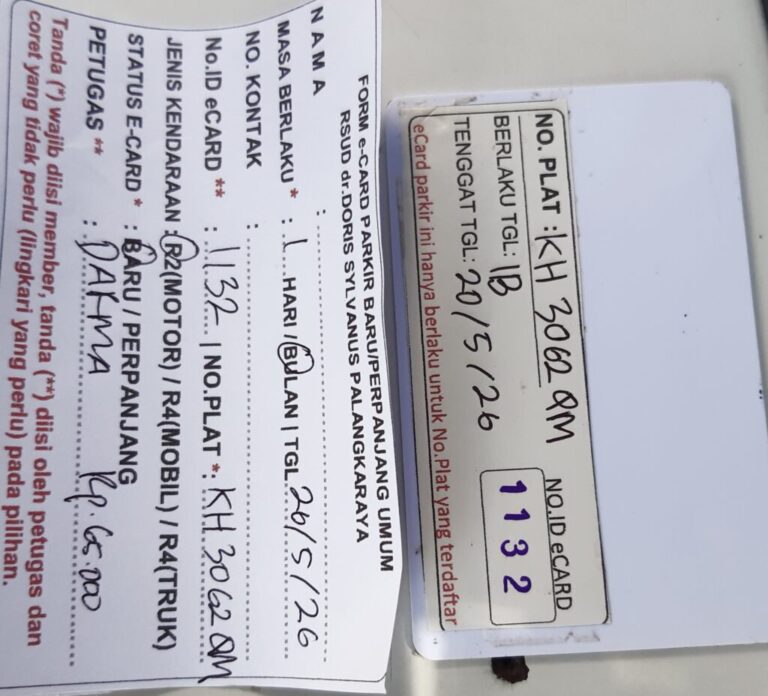 FORM e-CARD PARKIR BARU/PERPANJANG UMUM
RSUD dr.DORIS SYLVANUS PALANGKARAYA
N A M A :
MASA BERLAKU * : 1 HARI / BULAN | TGL. 26/5/26
NO. KONTAK :
No.ID eCARD ** : 1132 | NO.PLAT *: KH 3062 QM
JENIS KENDARAAN : R2(MOTOR) / R4(MOBIL) / R4(TRUK)
STATUS E-CARD * : BARU / PERPANJANG
PETUGAS ** : DAKMA Rp. 65.000
Tanda (*) wajib diisi member, tanda (**) diisi oleh petugas dan
coret yang tidak perlu (lingkari yang perlu) pada pilihan.
NO. PLAT : KH 3062 QM
BERLAKU TGL: 1B
TENGGAT TGL: 20/5/26
NO.ID eCARD
1132
eCard parkir ini hanya berlaku untuk No.Plat yang terdaftar